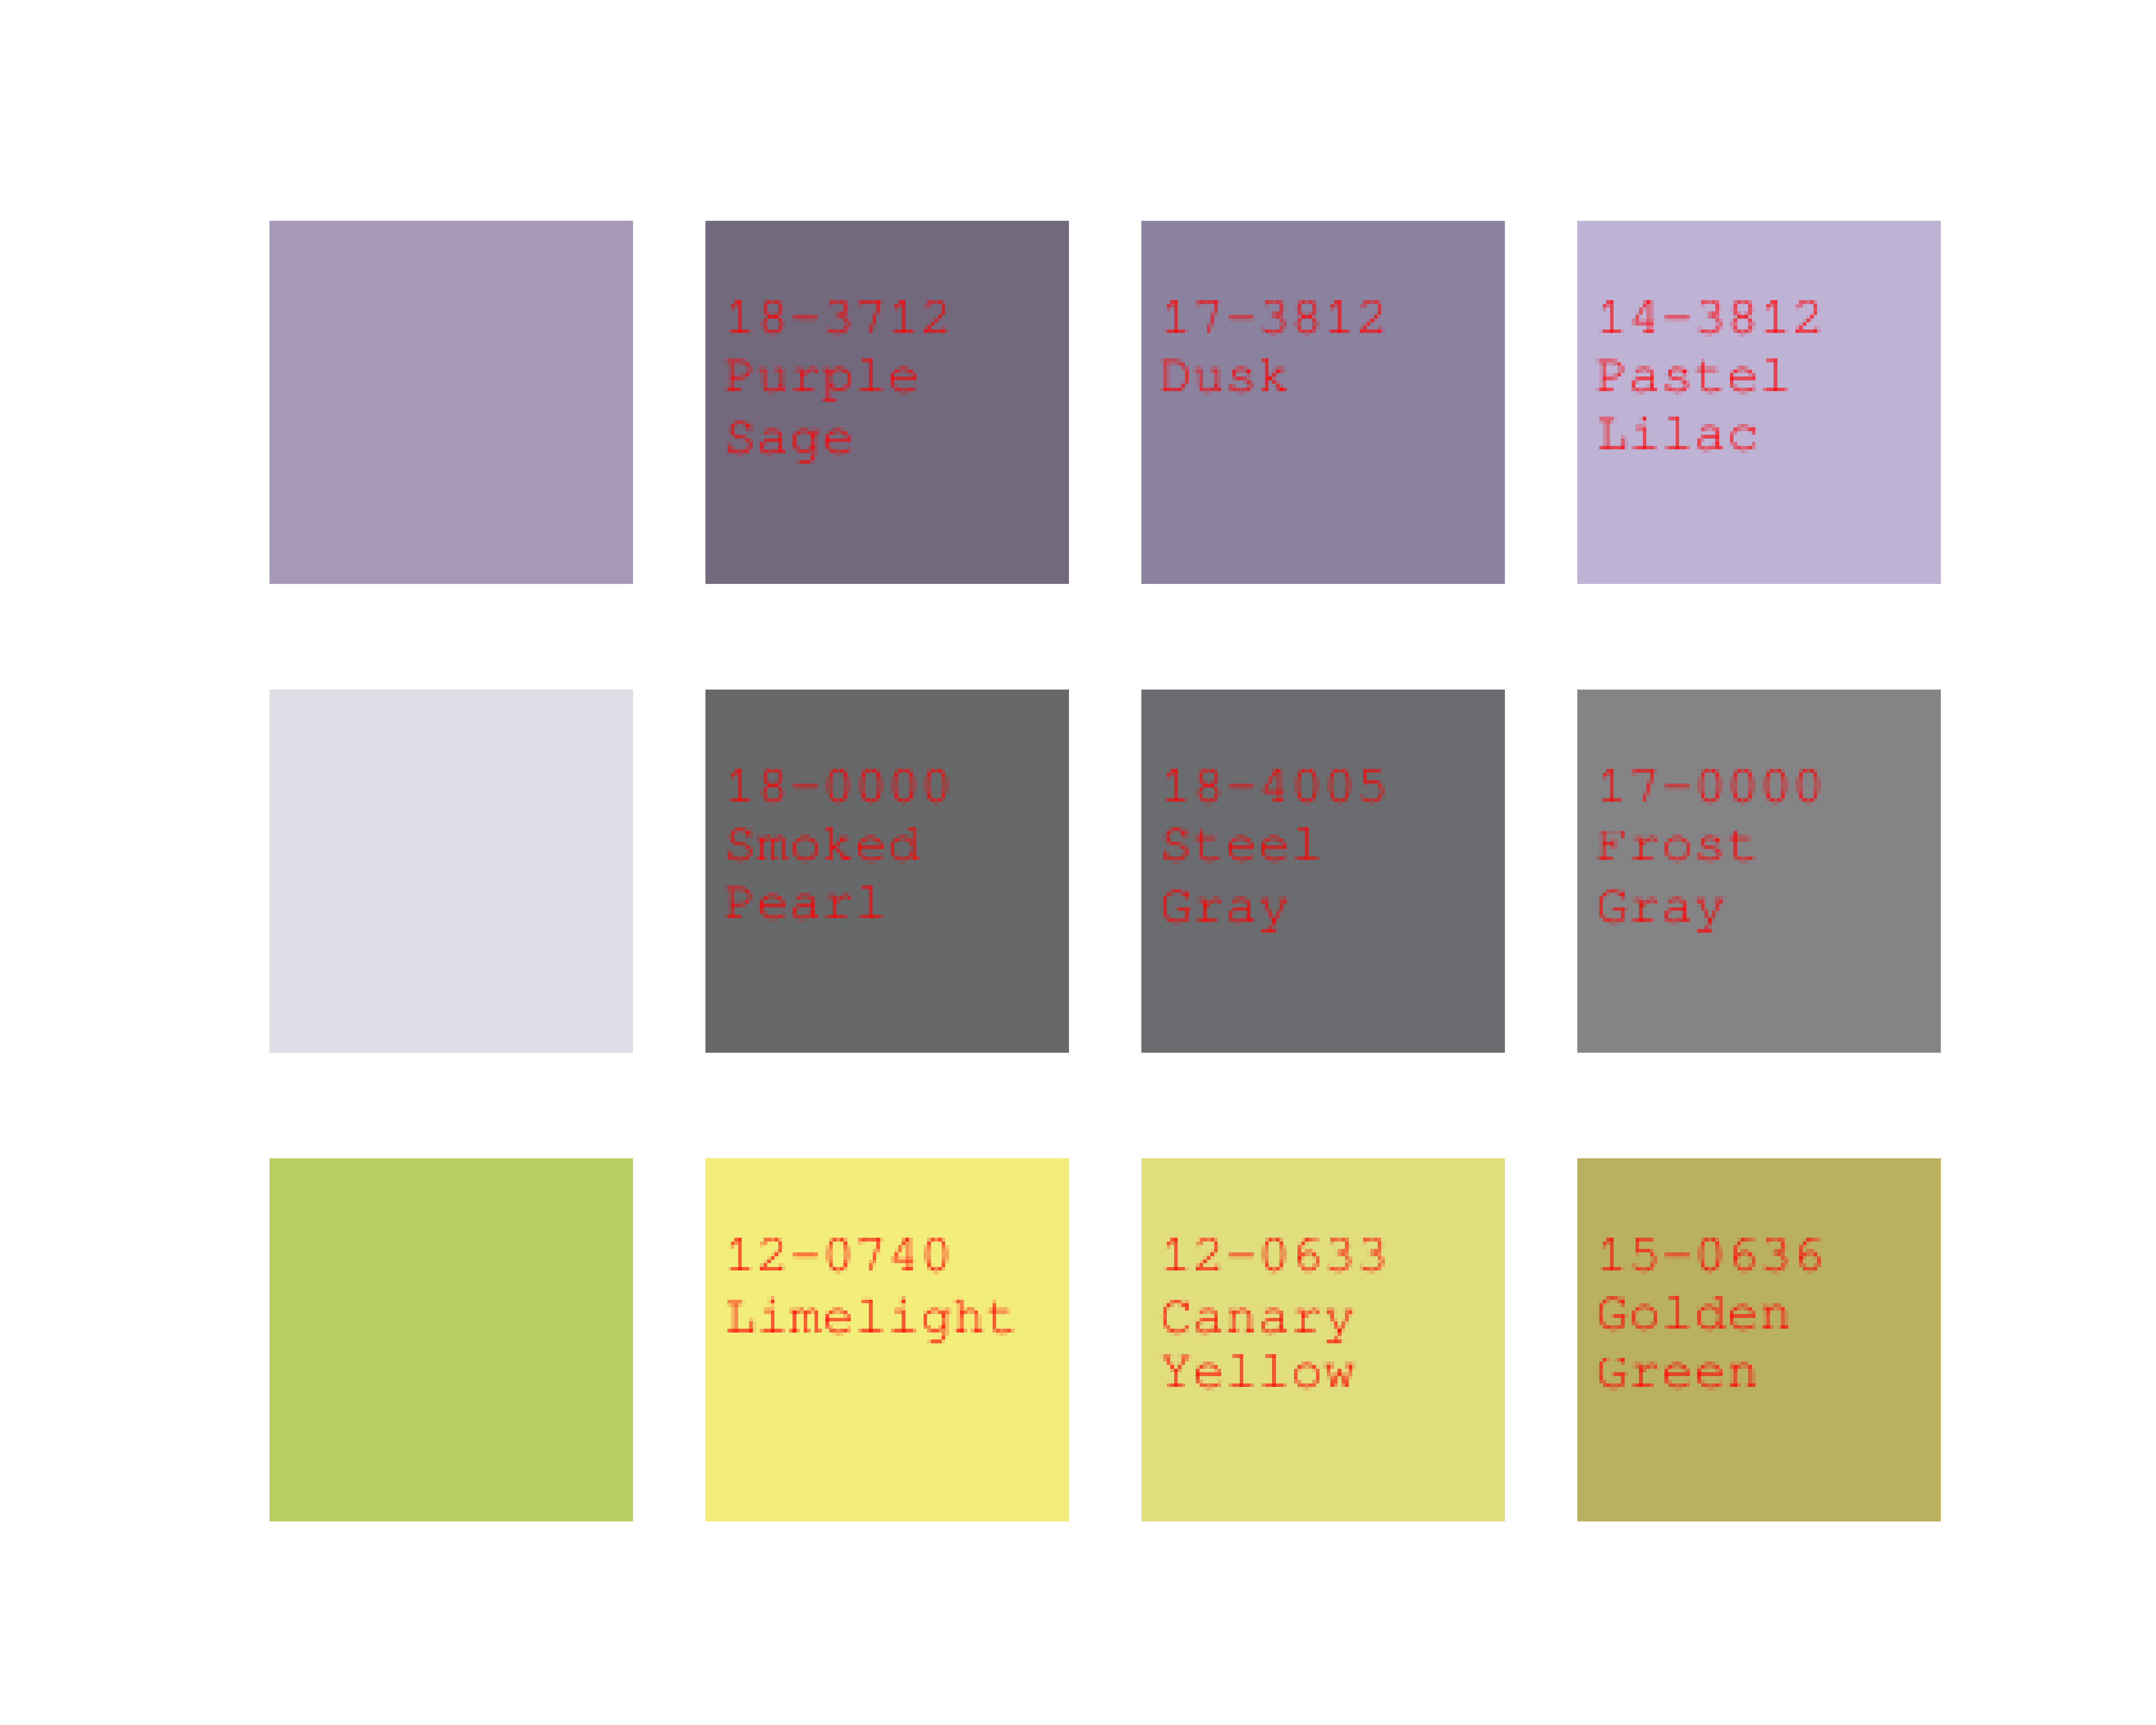 18-3712
Purple
Sage
17-3812
Dusk
14-3812
Pastel
Lilac
18-0000
Smoked
Pearl
18-4005
Steel
Gray
17-0000
Frost
Gray
12-0740
Limelight
12-0633
Canary
Yellow
15-0636
Golden
Green